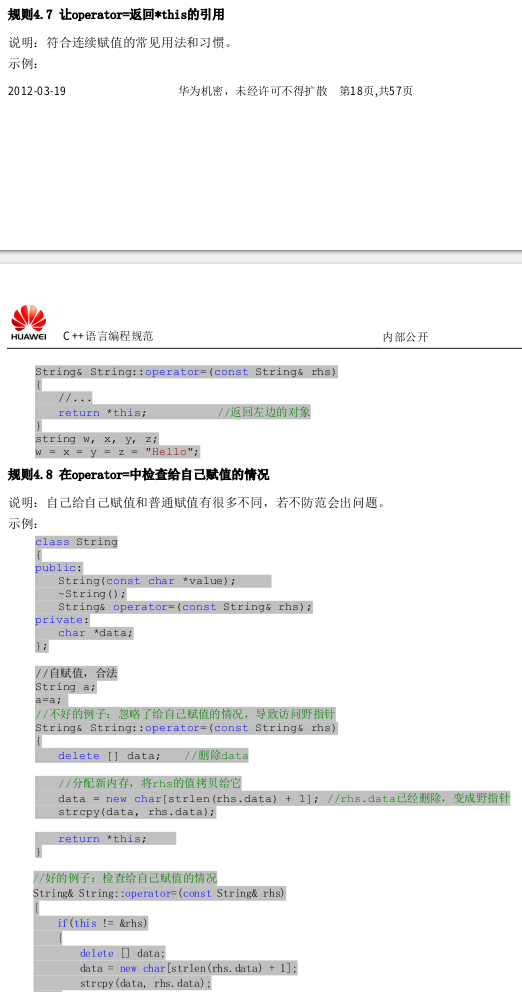 规则4.7 让operator=返回*this的引用
说明：符合连续赋值的常见用法和习惯。
示例：
2012-03-19 华为机密，未经许可不得扩散 第18页,共57页
HUAWEI C++语言编程规范 内部公开
String& String::operator=(const String& rhs)
{
//...
return *this; //返回左边的对象
}
string w, x, y, z;
w = x = y = z = "Hello";
规则4.8 在operator=中检查给自己赋值的情况
说明：自己给自己赋值和普通赋值有很多不同，若不防范会出问题。
示例：
class String
{
public:
String(const char *value);
~String();
String& operator=(const String& rhs);
private:
char *data;
};
//自赋值，合法
String a;
a=a;
//不好的例子：忽略了给自己赋值的情况，导致访问野指针
String& String::operator=(const String& rhs)
{
delete [] data; //删除data
//分配新内存，将rhs的值拷贝给它
data = new char[strlen(rhs.data) + 1]; //rhs.data已经删除，变成野指针
strcpy(data, rhs.data);
return *this;
}
//好的例子：检查给自己赋值的情况
String& String::operator=(const String& rhs)
{
if(this != &rhs)
{
delete [] data;
data = new char[strlen(rhs.data) + 1];
strcpy(data, rhs.data);